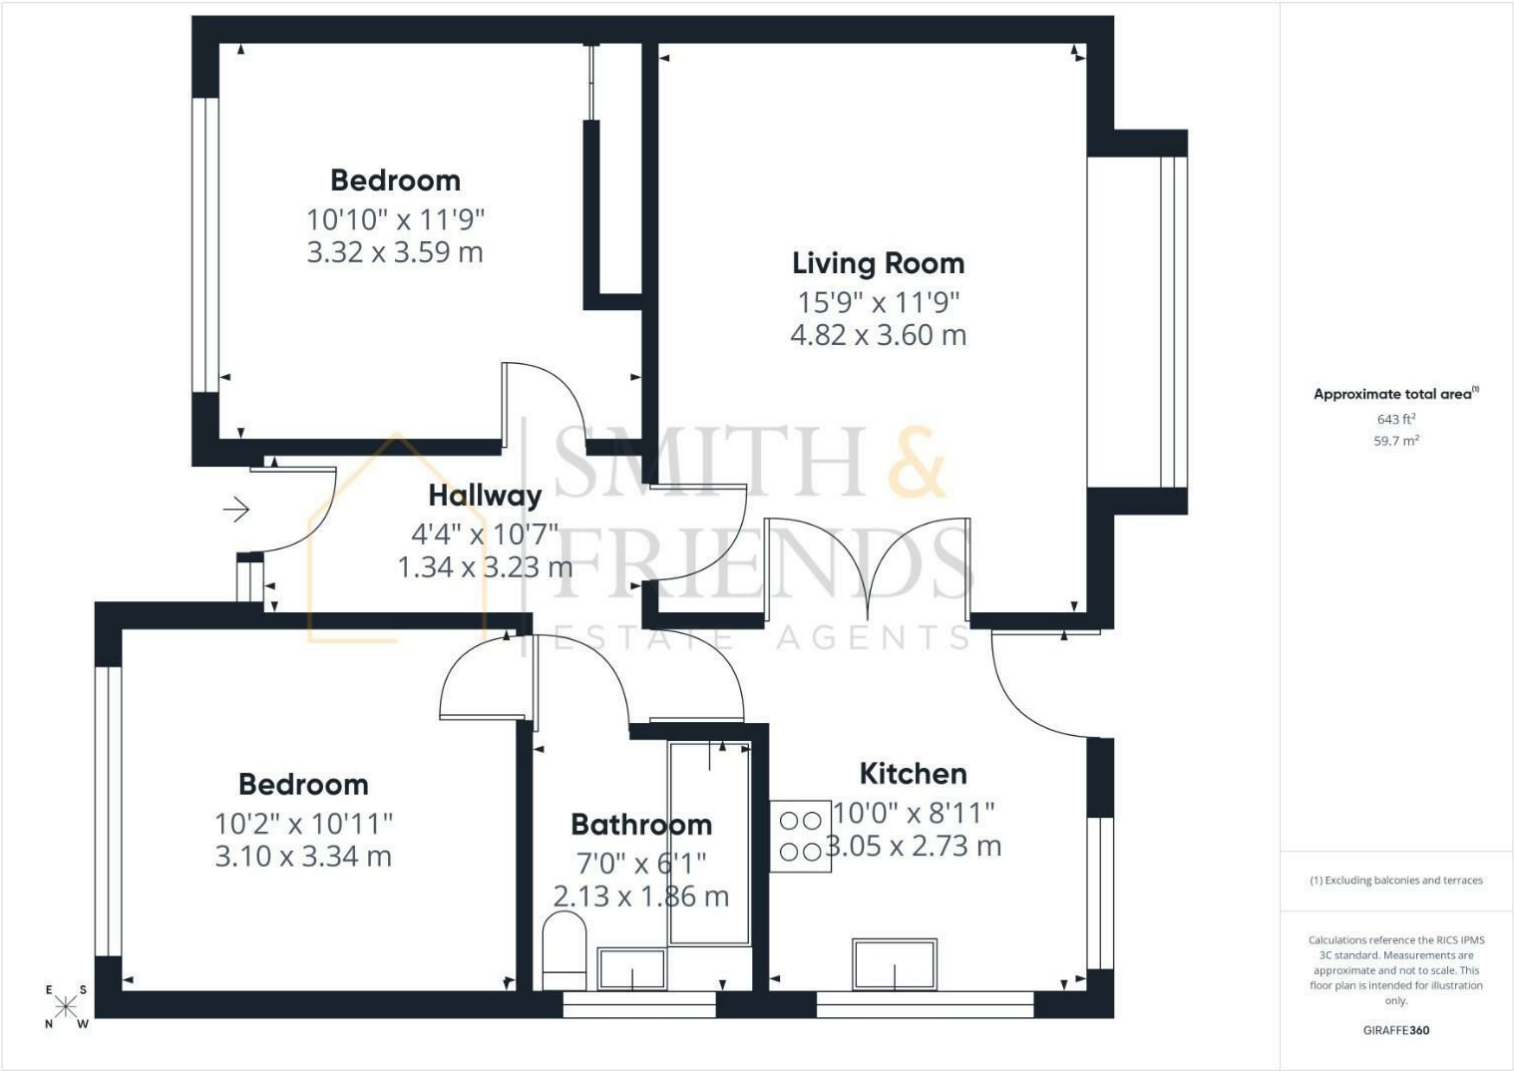 Bedroom
10'10" x 11'9"
3.32 x 3.59 m
Living Room
15'9" x 11'9"
4.82 x 3.60 m
SMITH &
FRIENDS
ESTATE AGENTS
Hallway
4'4" x 10'7"
1.34 x 3.23 m
Bedroom
10'2" x 10'11"
3.10 x 3.34 m
Bathroom
7'0" x 6'1"
2.13 x 1.86 m
Kitchen
10'0" x 8'11"
3.05 x 2.73 m
E S
N W
Approximate total area(1)
643 ft²
59.7 m²
(1) Excluding balconies and terraces
Calculations reference the RICS IPMS
3C standard. Measurements are
approximate and not to scale. This
floor plan is intended for illustration
only.
GIRAFFE360